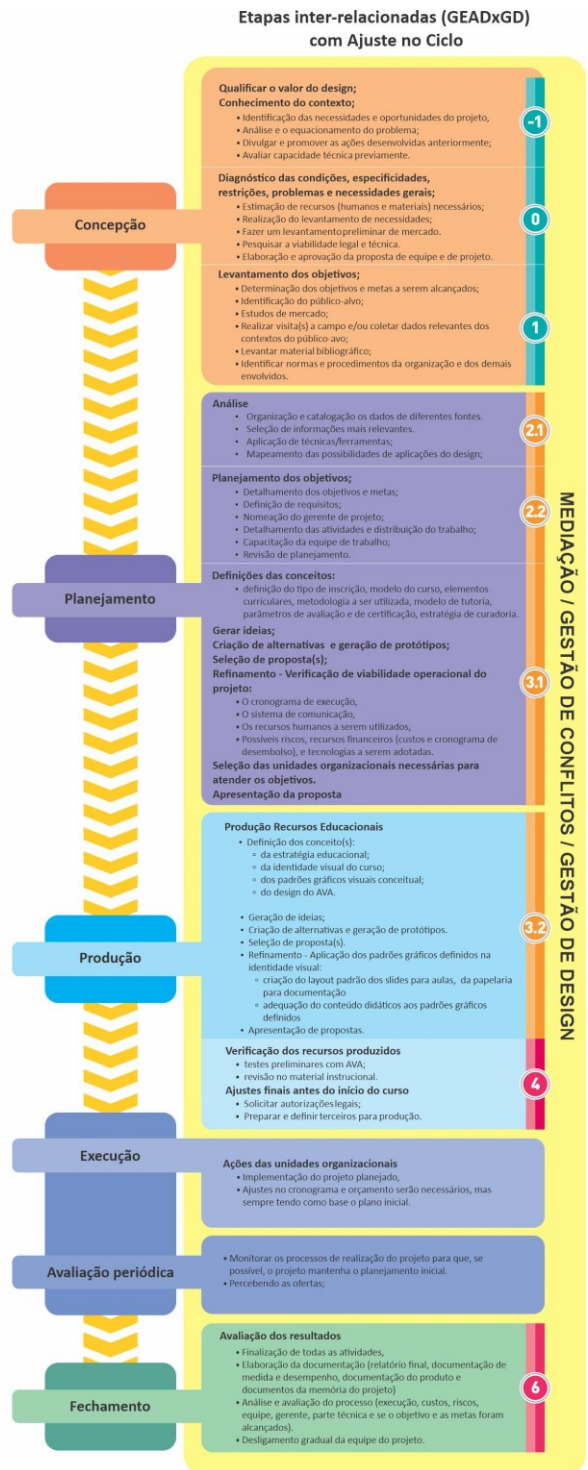 Etapas inter-relacionadas (GEADxGD)
com Ajuste no Ciclo
Qualificar o valor do design;
Conhecimento do contexto;
• Identificação das necessidades e oportunidades do projeto,
• Análise e o equacionamento do problema;
• Divulgar e promover as ações desenvolvidas anteriormente;
• Avaliar capacidade técnica previamente.
-1
Concepção
Diagnóstico das condições, especificidades,
restrições, problemas e necessidades gerais;
• Estimação de recursos (humanos e materiais) necessários;
• Realização do levantamento de necessidades;
• Fazer um levantamento preliminar de mercado.
• Pesquisar a viabilidade legal e técnica.
• Elaboração e aprovação da proposta de equipe e de projeto.
0
Levantamento dos objetivos;
• Determinação dos objetivos e metas a serem alcançados;
• Identificação do público-alvo;
• Estudos de mercado;
• Realizar visita(s) a campo e/ou coletar dados relevantes dos
contextos do público-avo;
• Levantar material bibliográfico;
• Identificar normas e procedimentos da organização e dos demais
envolvidos.
1
Análise
• Organização e catalogação os dados de diferentes fontes.
• Seleção de informações mais relevantes.
• Aplicação de técnicas/ferramentas;
• Mapeamento das possibilidades de aplicações do design;
2.1
Planejamento dos objetivos;
• Detalhamento dos objetivos e metas;
• Definição de requisitos;
• Nomeação do gerente de projeto;
• Detalhamento das atividades e distribuição do trabalho;
• Capacitação da equipe de trabalho;
• Revisão de planejamento.
2.2
Planejamento
Definições das conceitos:
• definição do tipo de inscrição, modelo do curso, elementos
curriculares, metodologia a ser utilizada, modelo de tutoria,
parâmetros de avaliação e de certificação, estratégia de curadoria.
Gerar ideias;
Criação de alternativas e geração de protótipos;
Seleção de proposta(s);
Refinamento - Verificação de viabilidade operacional do
projeto:
• O cronograma de execução,
• O sistema de comunicação,
• Os recursos humanos a serem utilizados,
• Possíveis riscos, recursos financeiros (custos e cronograma de
desembolso), e tecnologias a serem adotadas.
Seleção das unidades organizacionais necessárias para
atender os objetivos.
Apresentação da proposta
3.1
MEDIAÇÃO / GESTÃO DE CONFLITOS / GESTÃO DE DESIGN
Produção Recursos Educacionais
• Definição dos conceito(s):
▫ da estratégia educacional;
▫ da identidade visual do curso;
▫ dos padrões gráficos visuais conceitual;
▫ do design do AVA.
• Geração de ideias;
• Criação de alternativas e geração de protótipos.
• Seleção de proposta(s).
• Refinamento - Aplicação dos padrões gráficos definidos na
identidade visual:
▫ criação do layout padrão dos slides para aulas, da papelaria
para documentação
▫ adequação do conteúdo didáticos aos padrões gráficos
definidos
• Apresentação de propostas.
3.2
Produção
Verificação dos recursos produzidos
• testes preliminares com AVA;
• revisão no material instrucional.
Ajustes finais antes do início do curso
• Solicitar autorizações legais;
• Preparar e definir terceiros para produção.
4
Execução
Ações das unidades organizacionais
• Implementação do projeto planejado,
• Ajustes no cronograma e orçamento serão necessários, mas
sempre tendo como base o plano inicial.
Avaliação periódica
• Monitorar os processos de realização do projeto para que, se
possível, o projeto mantenha o planejamento inicial.
• Percebendo as ofertas;
Avaliação dos resultados
• Finalização de todas as atividades,
• Elaboração da documentação (relatório final, documentação de
medida e desempenho, documentação do produto e
documentos da memória do projeto)
• Análise e avaliação do processo (execução, custos, riscos,
equipe, gerente, parte técnica e se o objetivo e as metas foram
alcançados).
• Desligamento gradual da equipe do projeto.
6
Fechamento